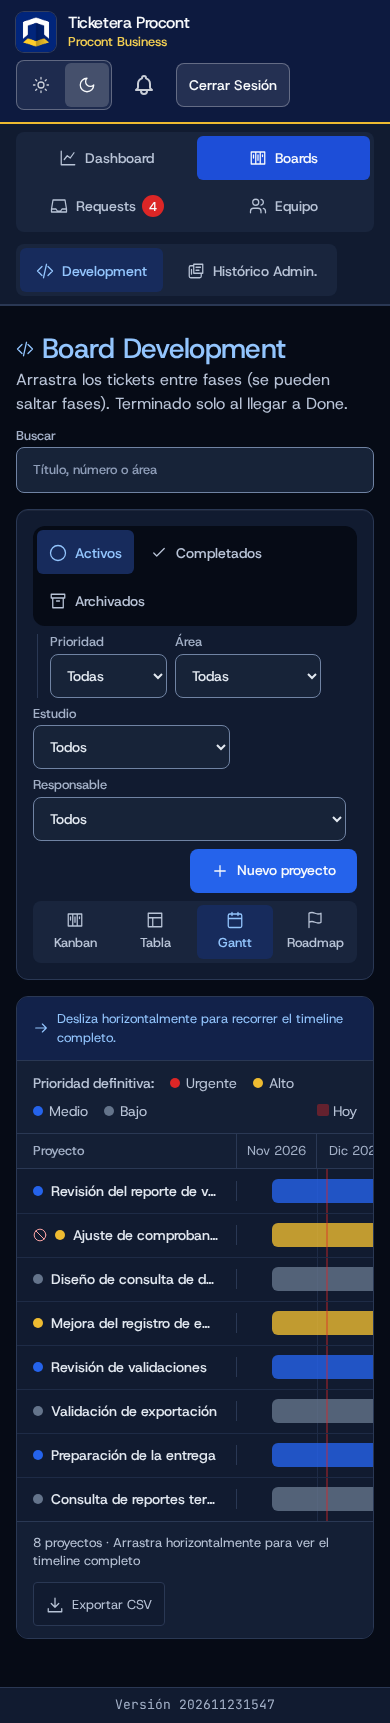 Ticketera Procont
Procont Business
Cerrar Sesión
Dashboard
Boards
Requests 4
Equipo
Development
Histórico Admin.
Board Development
Arrastra los tickets entre fases (se pueden
saltar fases). Terminado solo al llegar a Done.
Buscar
Título, número o área
Activos
Completados
Archivados
Prioridad
Área
Todas
Todas
Estudio
Todos
Responsable
Todos
Nuevo proyecto
Kanban
Tabla
Gantt
Roadmap
Desliza horizontalmente para recorrer el timeline
completo.
Prioridad definitiva:
Urgente
Alto
Medio
Bajo
Hoy
Proyecto
Nov 2026
Dic 202
Revisión del reporte de v...
Ajuste de comproban...
Diseño de consulta de d...
Mejora del registro de e...
Revisión de validaciones
Validación de exportación
Preparación de la entrega
Consulta de reportes ter...
8 proyectos · Arrastra horizontalmente para ver el
timeline completo
Exportar CSV
Versión 202611231547